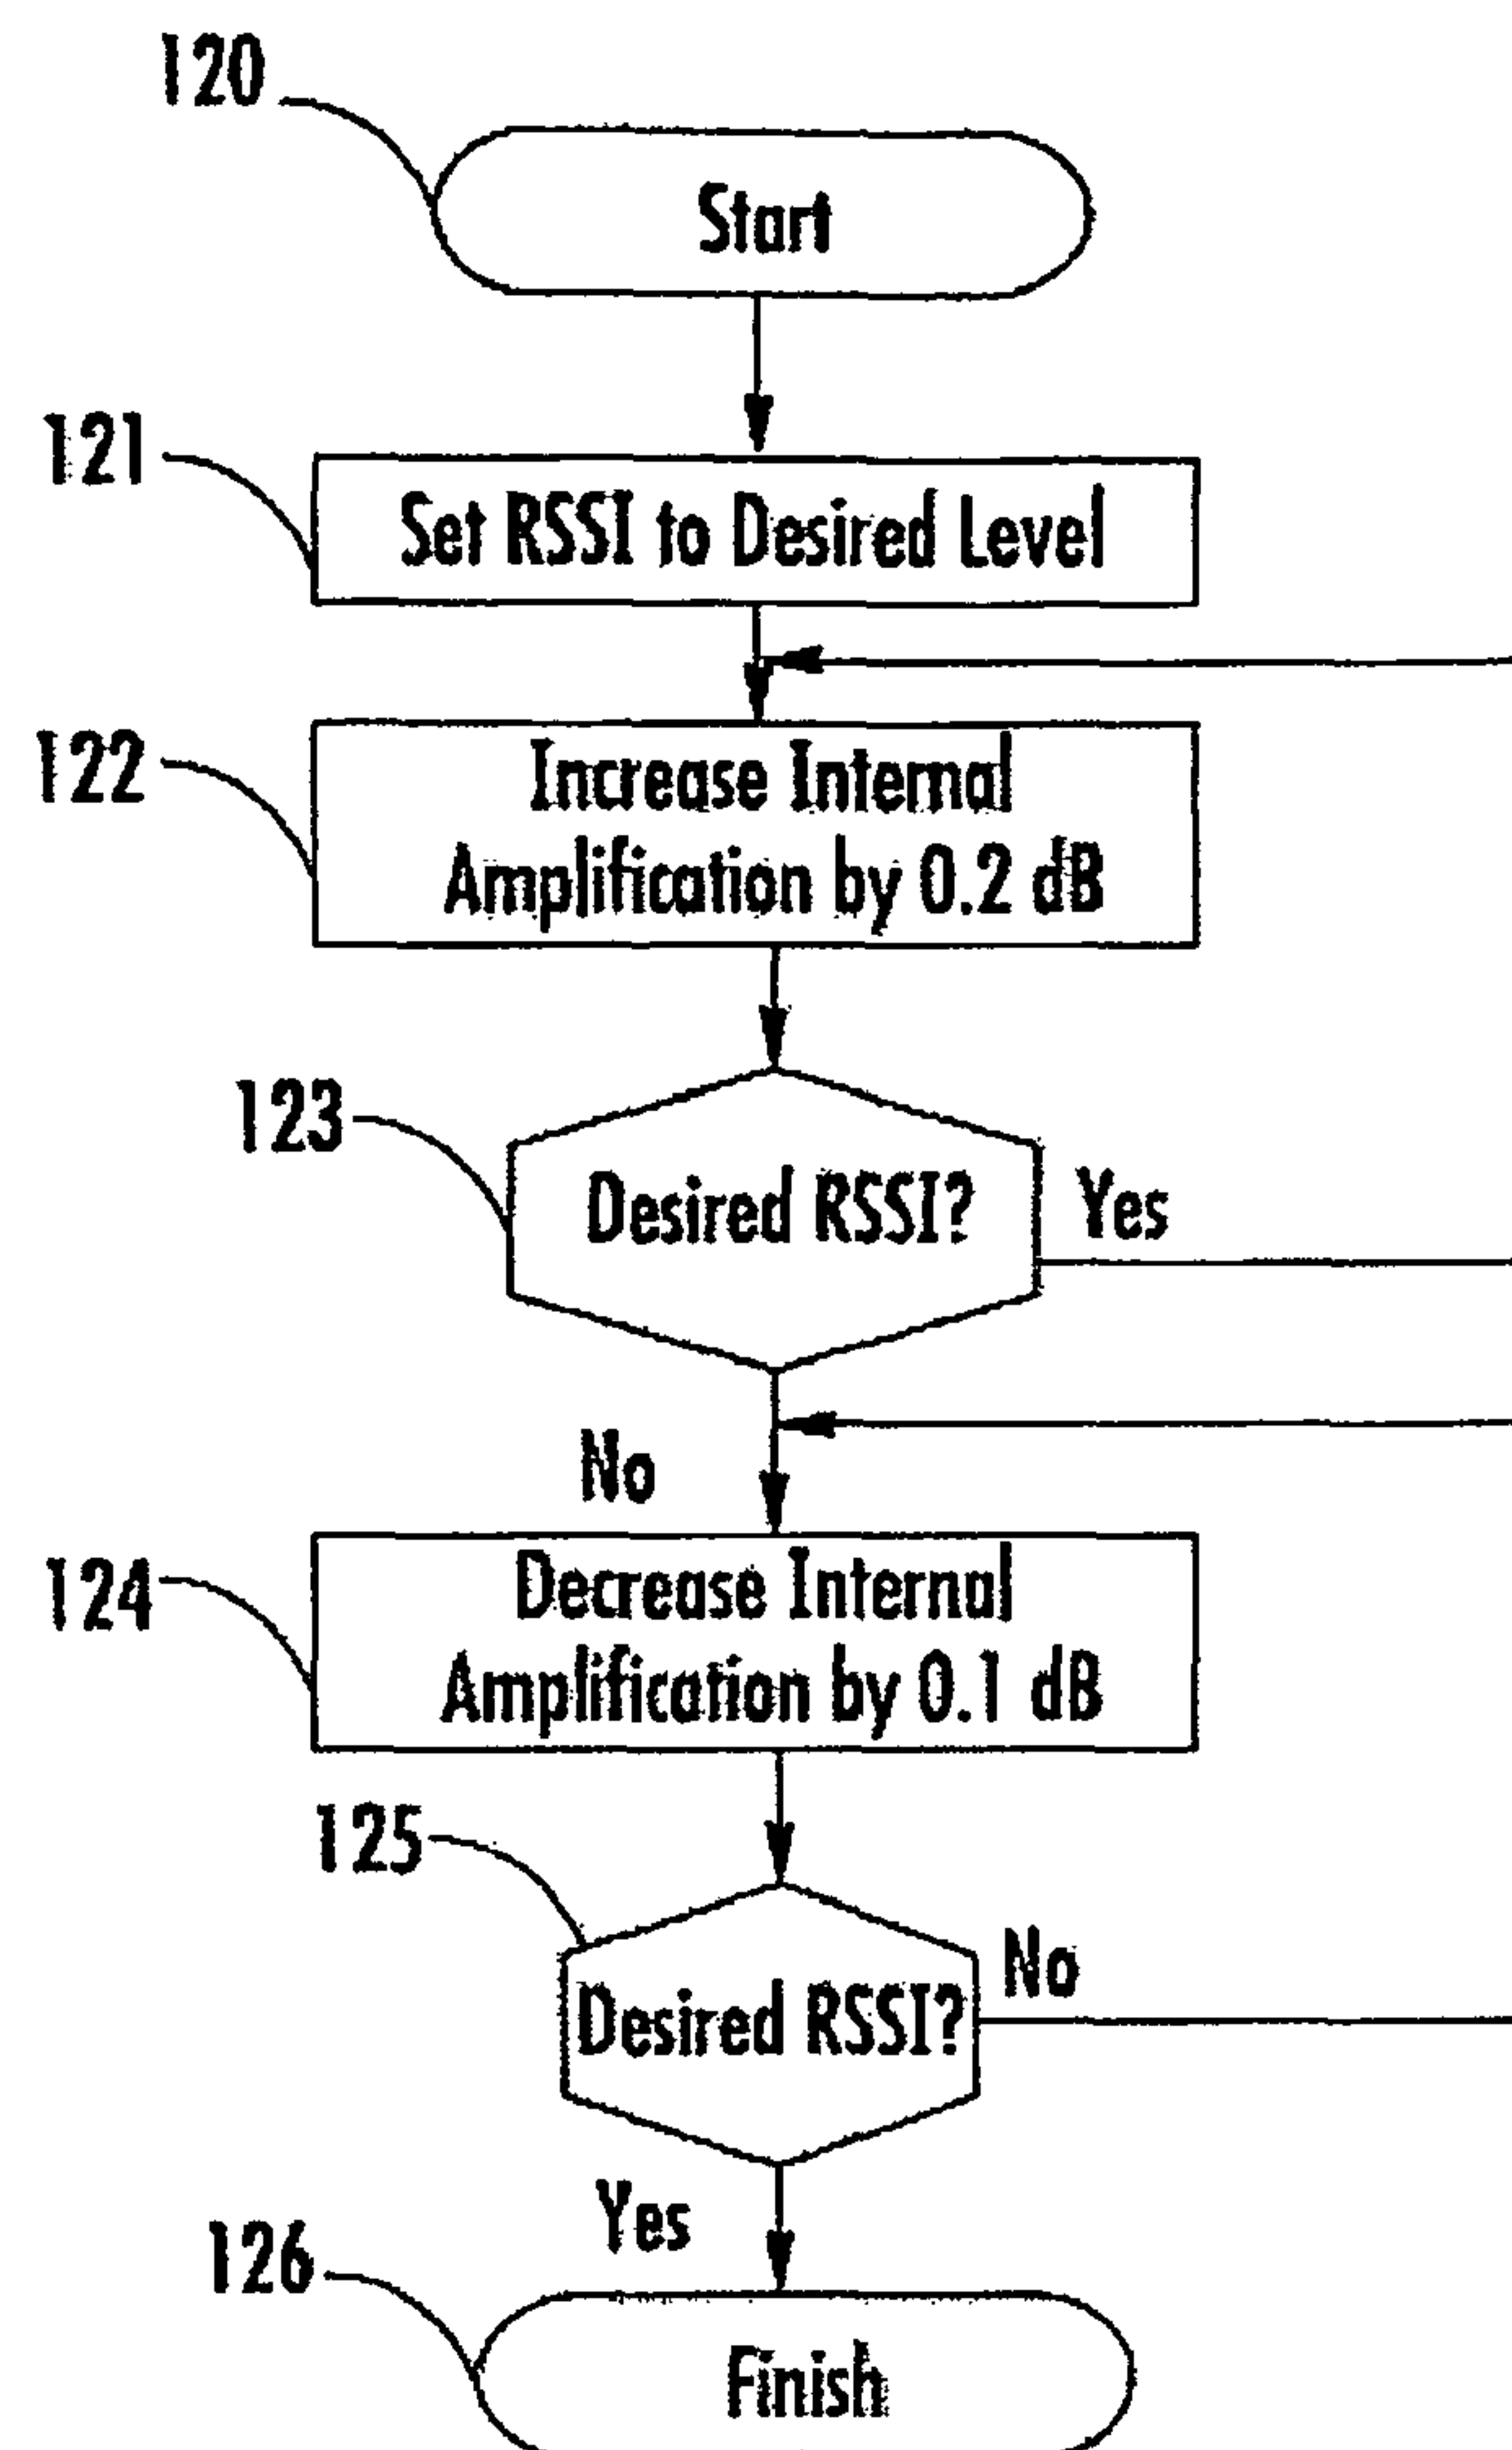 120
Start
121
Set RSSI to Desired Level
122
Increase Internal
Amplification by 0.2 dB
123
Desired RSSI?
Yes
No
124
Decrease Internal
Amplification by 0.1 dB
125
No
Desired RSSI?
Yes
126
Finish